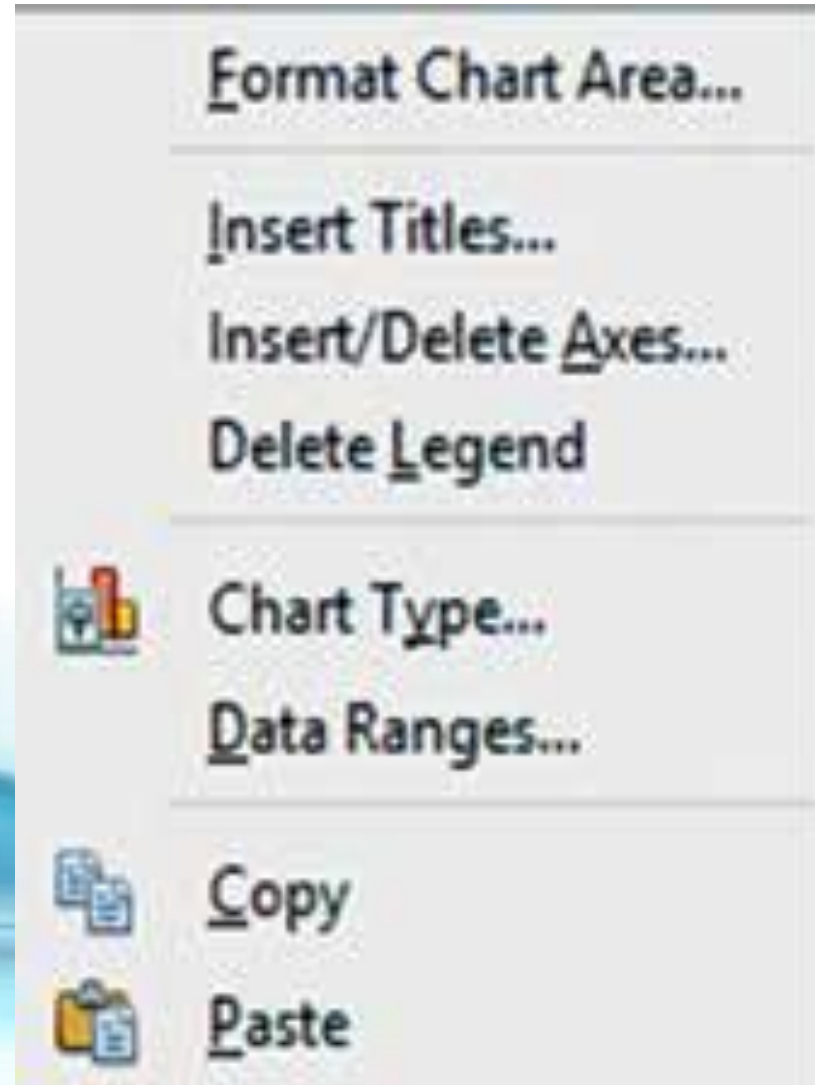 Format Chart Area...
Insert Titles...
Insert/Delete Axes...
Delete Legend
Chart Type...
Data Ranges...
Copy
Paste